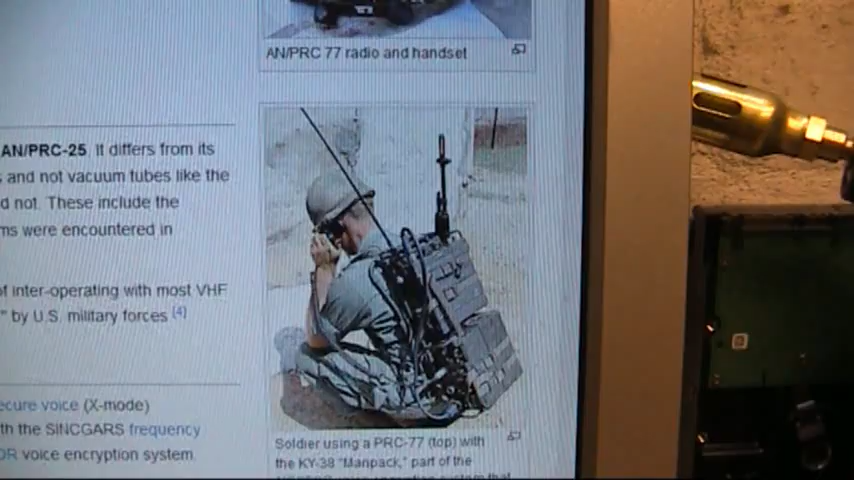 AN/PRC 77 radio and handset
AN/PRC-25. It differs from its
and not vacuum tubes like the
d not. These include the
ms were encountered in
of inter-operating with most VHF
" by U.S. military forces [4]
ecure voice (X-mode)
th the SINCGARS frequency
OR voice encryption system.
Soldier using a PRC-77 (top) with
the KY-38 "Manpack," part of the